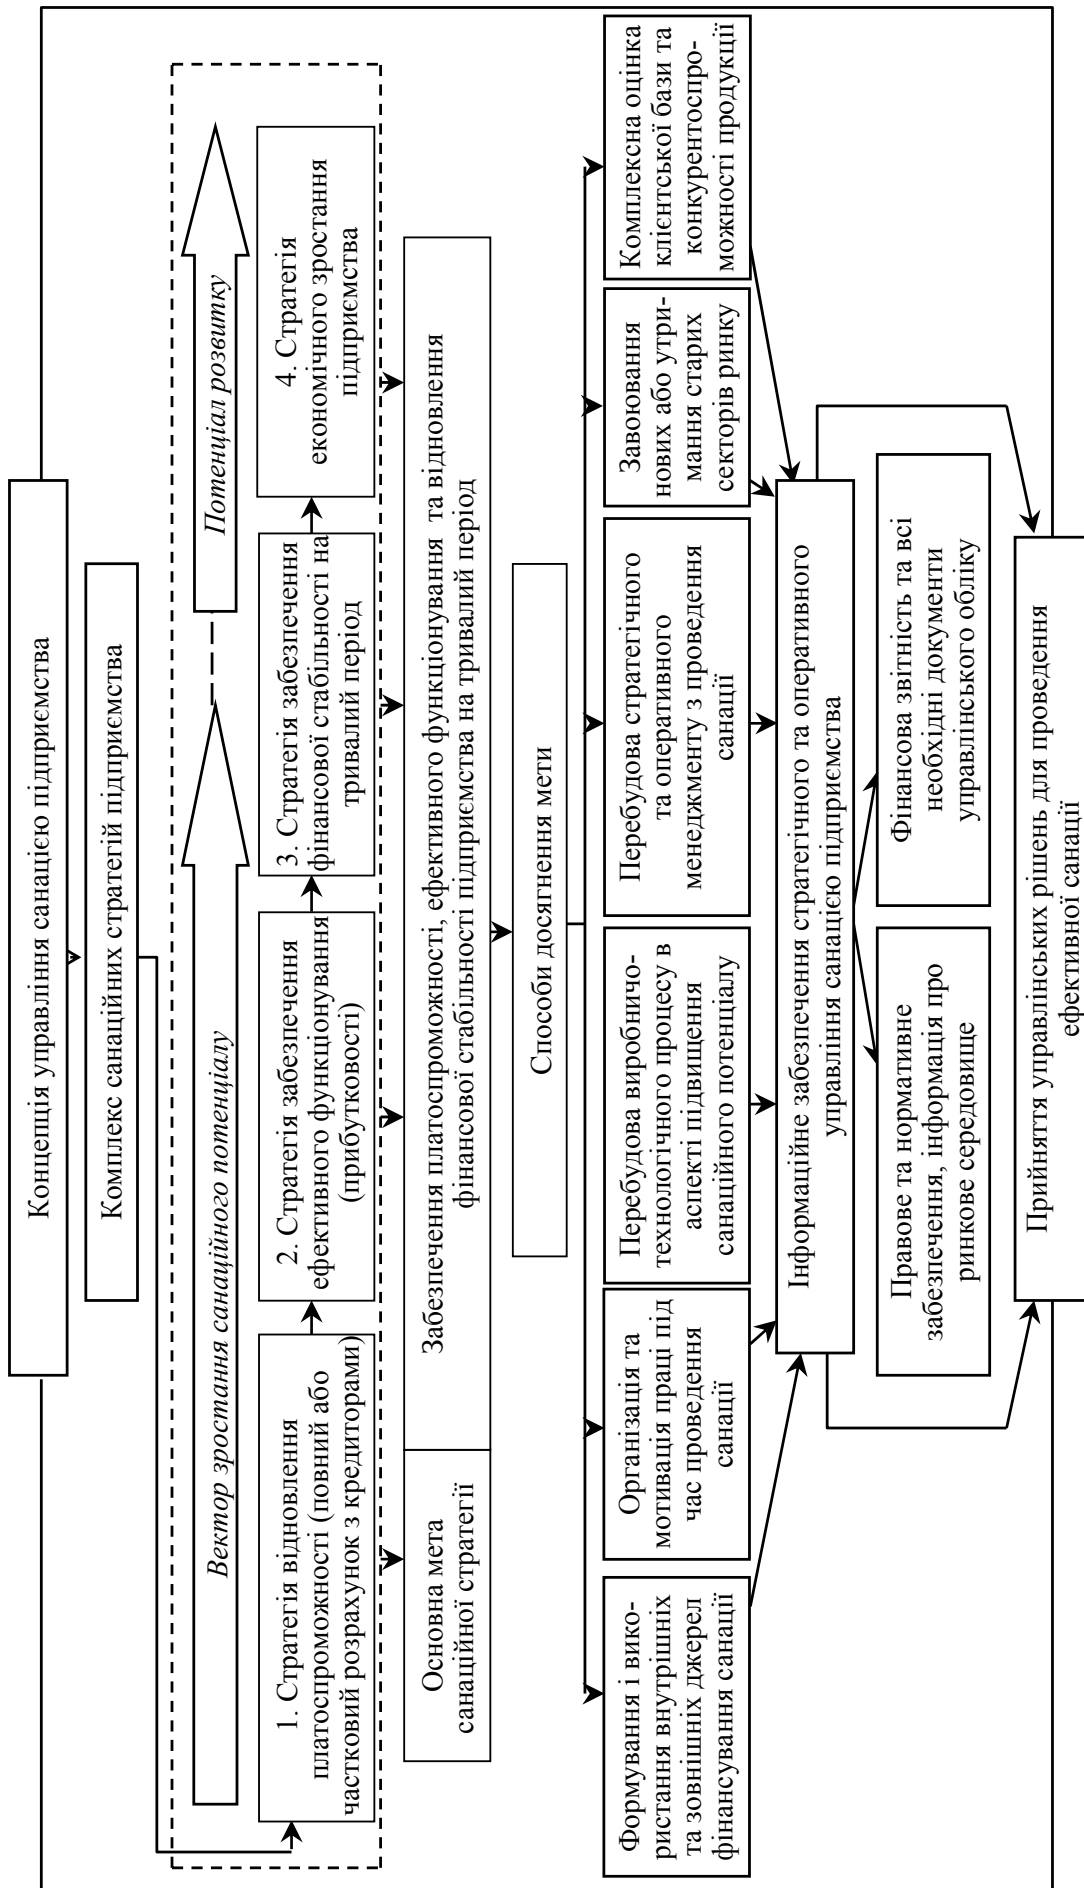 Концепція управління санацією підприємства
Комплекс санаційних стратегій підприємства
Вектор зростання санаційного потенціалу
Потенціал розвитку
1. Стратегія відновлення
платоспроможності (повний або
частковий розрахунок з кредиторами)
2. Стратегія забезпечення
ефективного функціонування
(прибутковості)
3. Стратегія забезпечення
фінансової стабільності на
тривалий період
4. Стратегія
економічного зростання
підприємства
Основна мета
санаційної стратегії
Забезпечення платоспроможності, ефективного функціонування та відновлення
фінансової стабільності підприємства на тривалий період
Способи досягнення мети
Формування і вико-
ристання внутрішніх
та зовнішніх джерел
фінансування санації
Організація та
мотивація праці під
час проведення
санації
Перебудова виробничо-
технологічного процесу в
аспекті підвищення
санаційного потенціалу
Перебудова стратегічного
та оперативного
менеджменту з проведення
санації
Завоювання
нових або утри-
мання старих
секторів ринку
Комплексна оцінка
клієнтської бази та
конкурентоспро-
можності продукції
Інформаційне забезпечення стратегічного та оперативного
управління санацією підприємства
Правове та нормативне
забезпечення, інформація про
ринкове середовище
Фінансова звітність та всі
необхідні документи
управлінського обліку
Прийняття управлінських рішень для проведення
ефективної санації